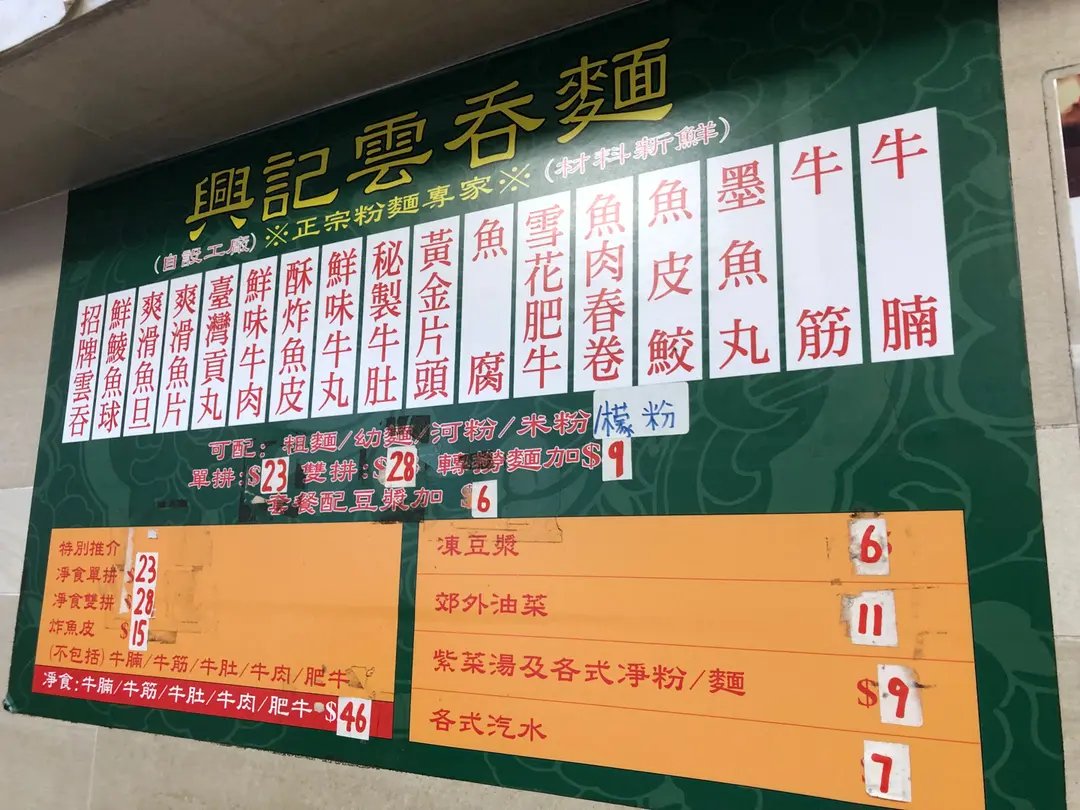 興記雲吞麵
(自設工廠) ※正宗粉麵專家※ (材料新鮮)
招牌雲吞
鮮鯪魚球
爽滑魚旦
爽滑魚片
臺灣貢丸
鮮味牛肉
酥炸魚皮
鮮味牛丸
秘製牛肚
黃金片頭
魚腐
雪花肥牛
魚肉春卷
魚皮鮫
墨魚丸
牛筋
牛腩
可配: 粗麵/幼麵/河粉/米粉/檬粉
單拼:$23 雙拼:$28 轉撈麵加$9
套餐配豆漿加 $6
特別推介
淨食單拼 $23
淨食雙拼 28
炸魚皮 $15
(不包括)牛腩/牛筋/牛肚/牛肉/肥牛
淨食:牛腩/牛筋/牛肚/牛肉/肥牛 $46
凍豆漿 6
郊外油菜 11
紫菜湯及各式淨粉/麵 $9
各式汽水 7